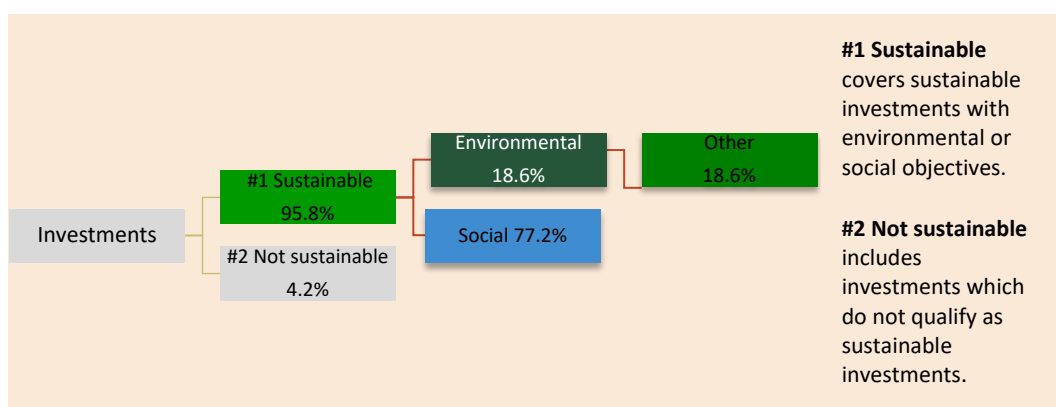 Investments
#1 Sustainable
95.8%
#2 Not sustainable
4.2%
Environmental
18.6%
Social 77.2%
Other
18.6%
#1 Sustainable
covers sustainable
investments with
environmental or
social objectives.
#2 Not sustainable
includes
investments which
do not qualify as
sustainable
investments.